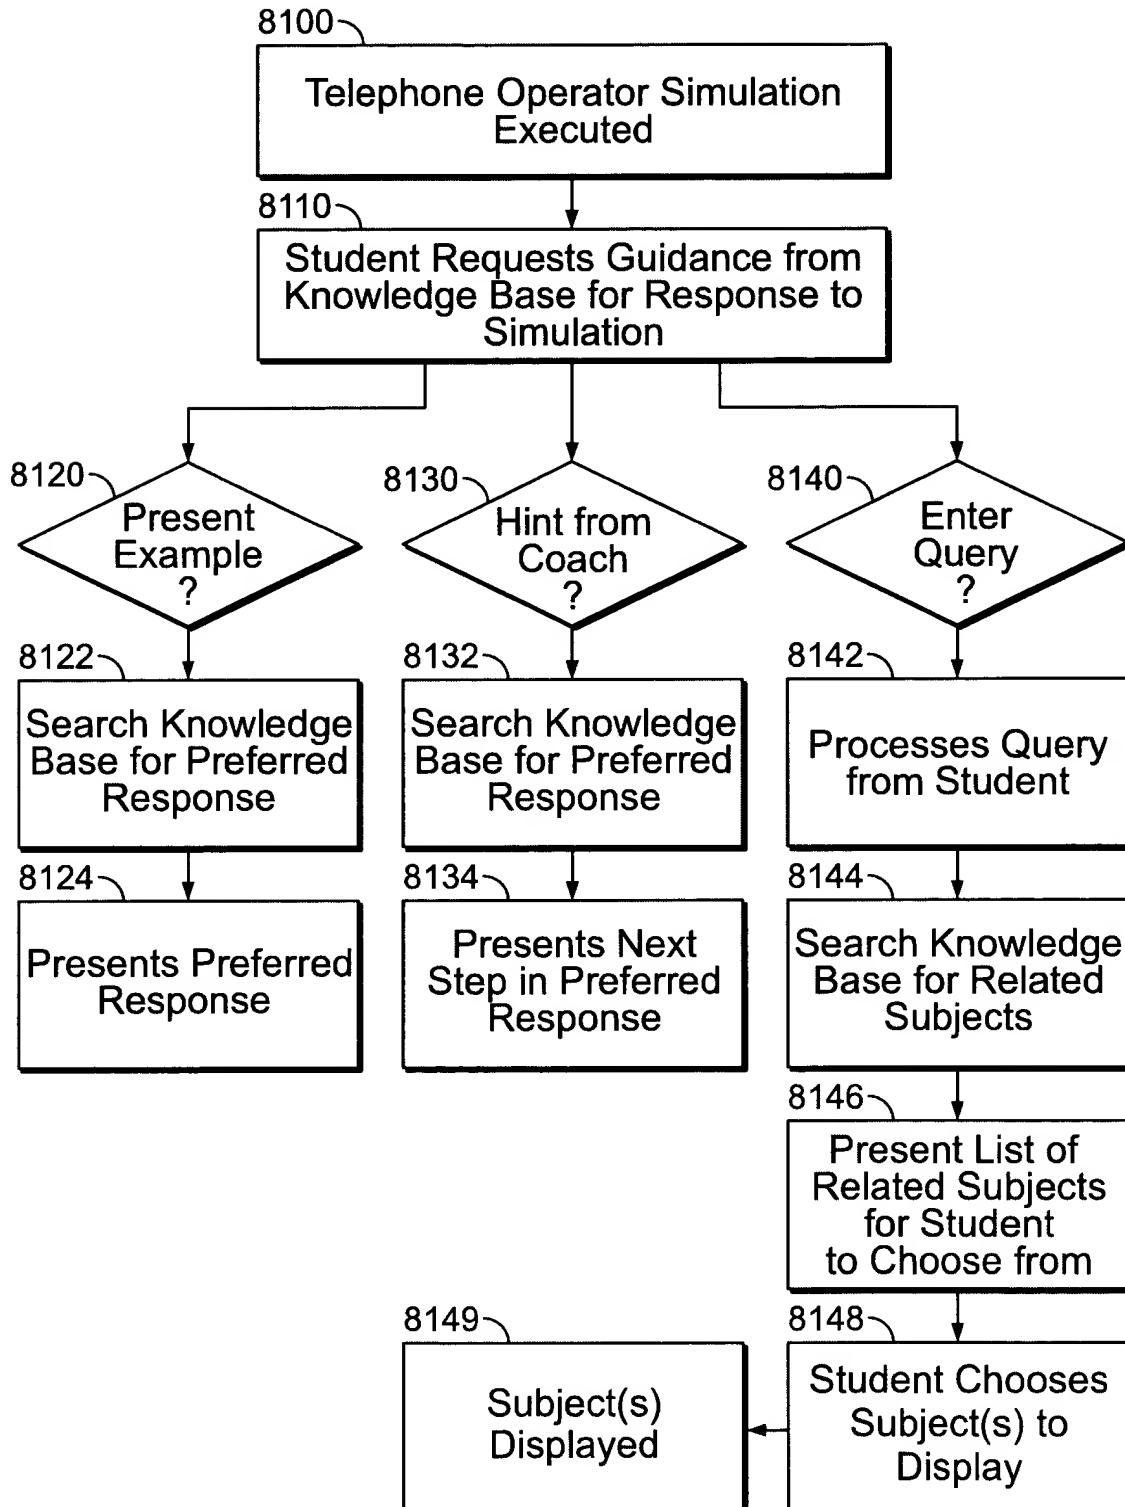 8100
Telephone Operator Simulation
Executed
8110
Student Requests Guidance from
Knowledge Base for Response to
Simulation
8120
Present
Example
?
8130
Hint from
Coach
?
8140
Enter
Query
?
8122
Search Knowledge
Base for Preferred
Response
8132
Search Knowledge
Base for Preferred
Response
8142
Processes Query
from Student
8124
Presents Preferred
Response
8134
Presents Next
Step in Preferred
Response
8144
Search Knowledge
Base for Related
Subjects
8146
Present List of
Related Subjects
for Student
to Choose from
8148
Student Chooses
Subject(s) to
Display
8149
Subject(s)
Displayed